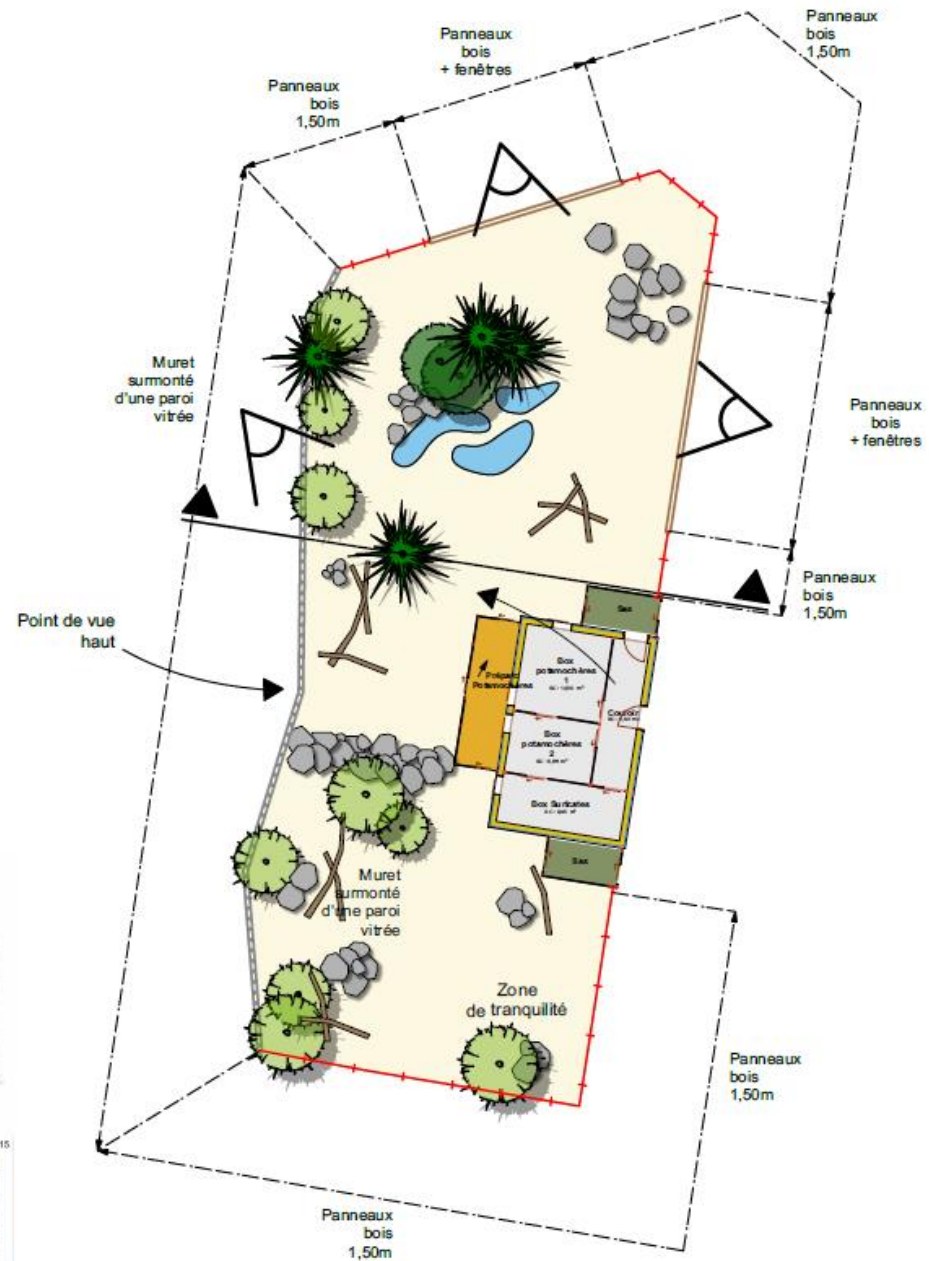 Panneaux
bois
1,50m
Panneaux
bois
+ fenêtres
Panneaux
bois
1,50m
Muret
surmonté
d'une paroi
vitrée
Panneaux
bois
+ fenêtres
Panneaux
bois
1,50m
Point de vue
haut
Sas
Box
potamochères
1
Couloir
Box
potamochères
2
Box Suricates
Sas
Muret
surmonté
d'une paroi
vitrée
Zone
de tranquilité
Panneaux
bois
1,50m
Panneaux
bois
1,50m
15